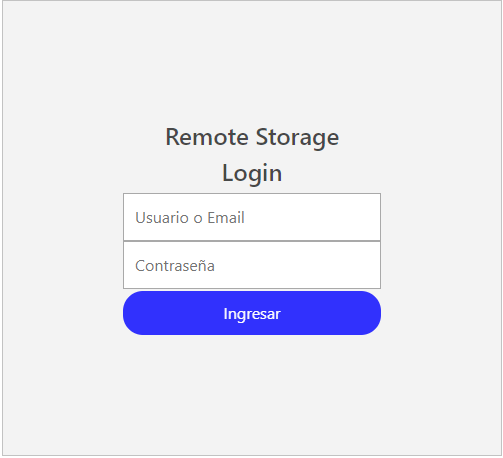 Remote Storage
Login
Usuario o Email
Contraseña
Ingresar